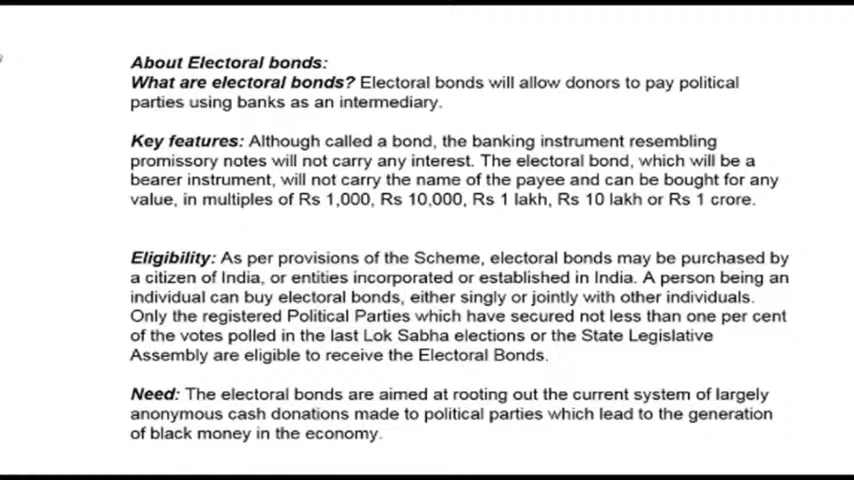 About Electoral bonds:
What are electoral bonds? Electoral bonds will allow donors to pay political
parties using banks as an intermediary.
Key features: Although called a bond, the banking instrument resembling
promissory notes will not carry any interest. The electoral bond, which will be a
bearer instrument, will not carry the name of the payee and can be bought for any
value, in multiples of Rs 1,000, Rs 10,000, Rs 1 lakh, Rs 10 lakh or Rs 1 crore.
Eligibility: As per provisions of the Scheme, electoral bonds may be purchased by
a citizen of India, or entities incorporated or established in India. A person being an
individual can buy electoral bonds, either singly or jointly with other individuals.
Only the registered Political Parties which have secured not less than one per cent
of the votes polled in the last Lok Sabha elections or the State Legislative
Assembly are eligible to receive the Electoral Bonds.
Need: The electoral bonds are aimed at rooting out the current system of largely
anonymous cash donations made to political parties which lead to the generation
of black money in the economy.